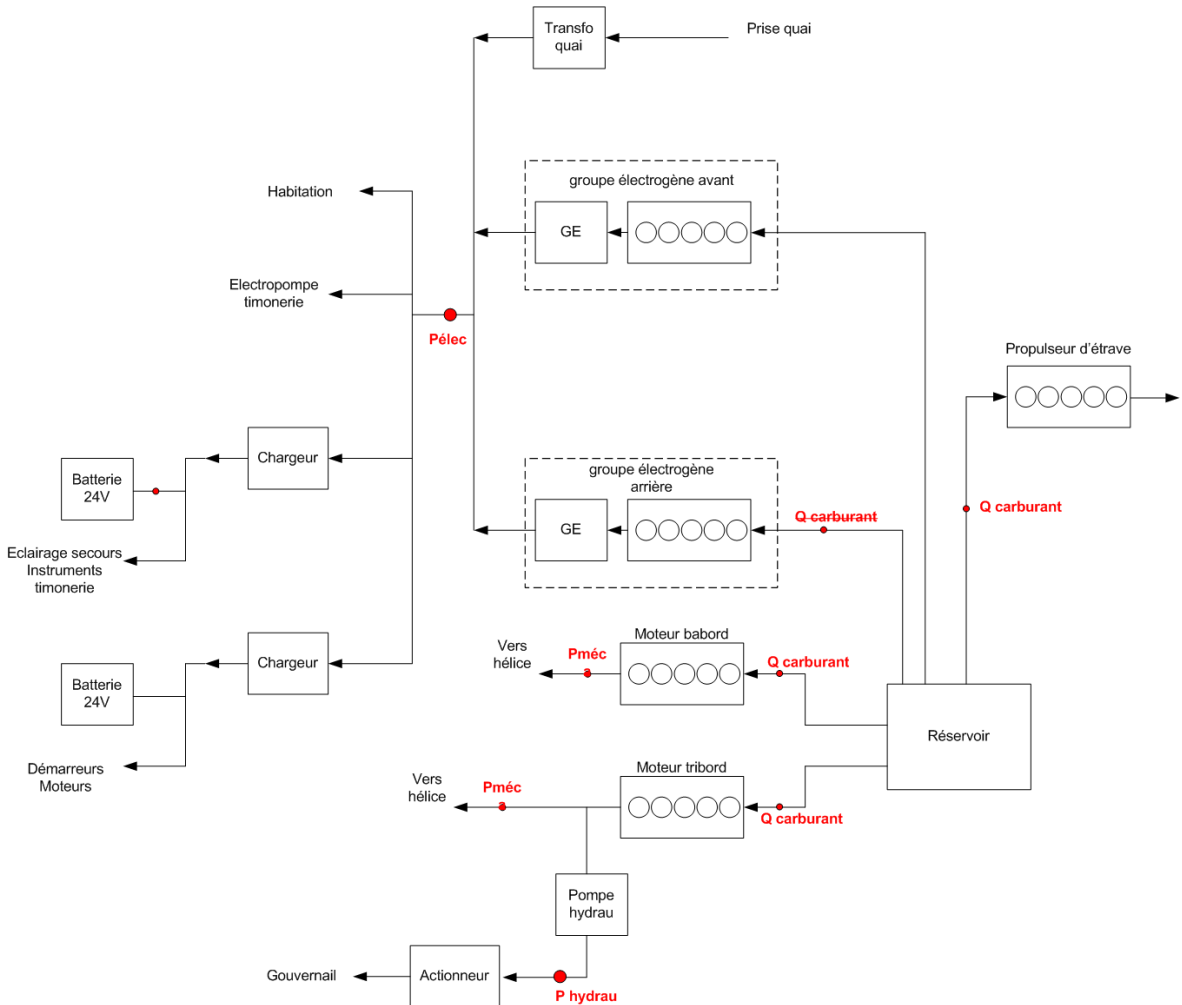 Transfo
quai
Prise quai
groupe électrogène avant
Habitation
GE
Electropompe
timonerie
Pélec
Propulseur d'étrave
Chargeur
Batterie
24V
groupe électrogène
arrière
GE
Q carburant
Q carburant
Eclairage secours
Instruments
timonerie
Moteur babord
Vers
hélice
Pméc
a
Q carburant
Chargeur
Batterie
24V
Réservoir
Démarreurs
Moteurs
Moteur tribord
Vers
hélice
Pméc
a
Q carburant
Pompe
hydrau
Gouvernail
Actionneur
P hydrau